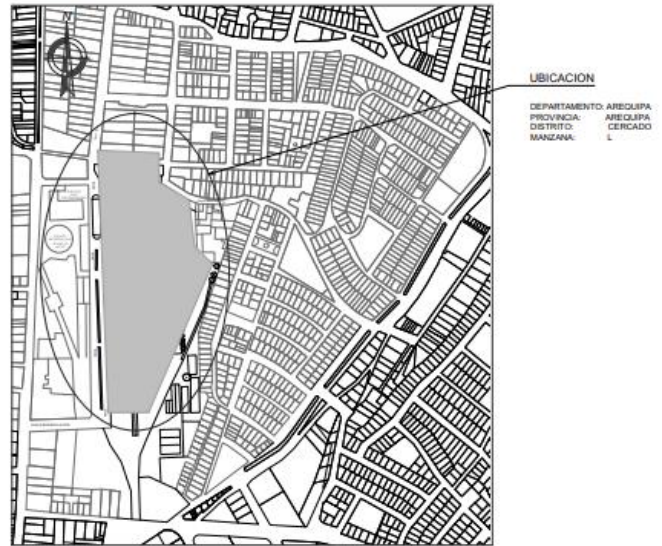 N
UBICACION
DEPARTAMENTO: AREQUIPA
PROVINCIA: AREQUIPA
DISTRITO: CERCADO
MANZANA: L